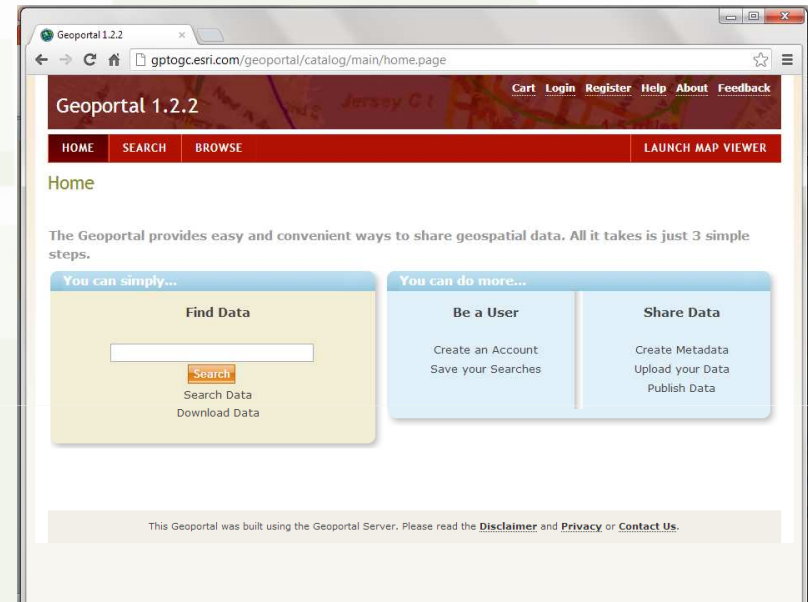 Geoportal 1.2.2
gptogc.esri.com/geoportal/catalog/main/home.page
Cart Login Register Help About Feedback
Geoportal 1.2.2
HOME SEARCH BROWSE LAUNCH MAP VIEWER
Home
The Geoportal provides easy and convenient ways to share geospatial data. All it takes is just 3 simple
steps.
You can simply...
Find Data
Search
Search Data
Download Data
You can do more...
Be a User
Create an Account
Save your Searches
Share Data
Create Metadata
Upload your Data
Publish Data
This Geoportal was built using the Geoportal Server. Please read the Disclaimer and Privacy or Contact Us.